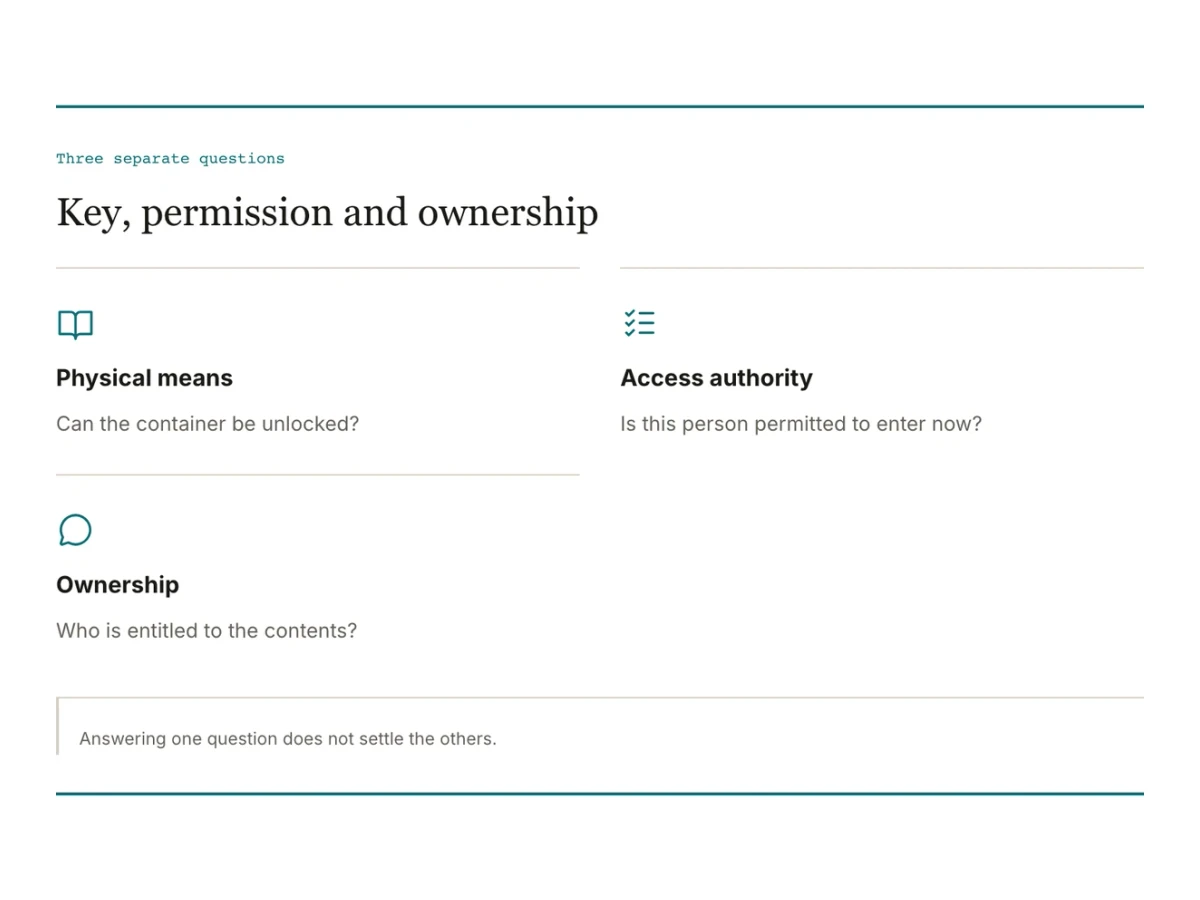 Three separate questions
Key, permission and ownership
Physical means
Can the container be unlocked?
Access authority
Is this person permitted to enter now?
Ownership
Who is entitled to the contents?
Answering one question does not settle the others.